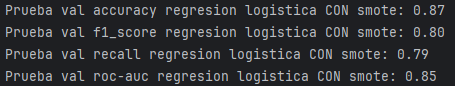 Prueba val accuracy regresion logistica CON smote: 0.87
Prueba val f1_score regresion logistica CON smote: 0.80
Prueba val recall regresion logistica CON smote: 0.79
Prueba val roc-auc regresion logistica CON smote: 0.85